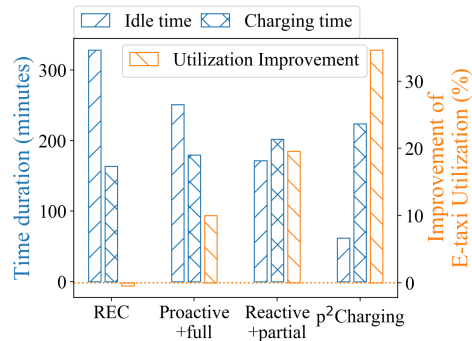 Idle time
Charging time
Utilization Improvement
Time duration (minutes)
300
200
100
0
30
20
10
0
Improvement of
E-taxi Utilization (%)
REC
Proactive
+full
Reactive
+partial
p²Charging